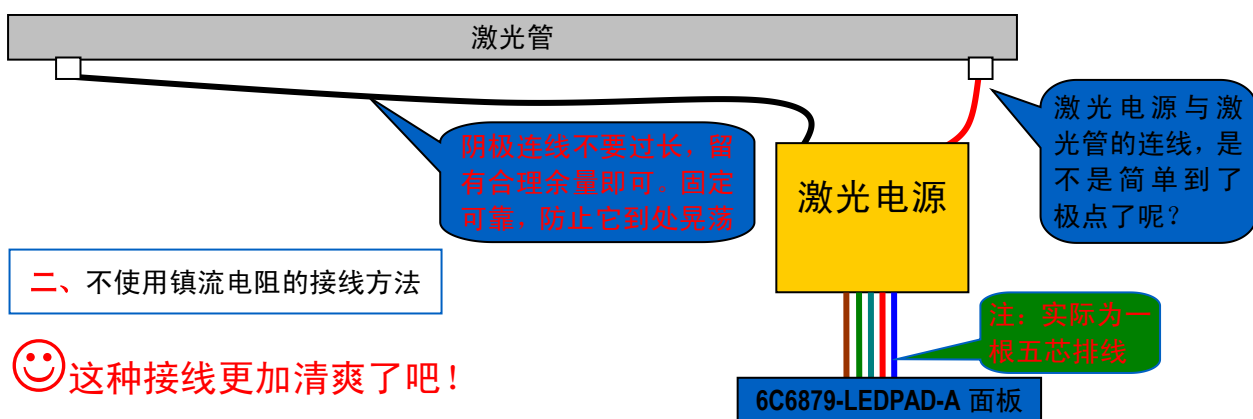 激光管
阴极连线不要过长，留
有合理余量即可。固定
可靠，防止它到处晃荡
激光电源与激
光管的连线，是
不是简单到了
极点了呢？
激光电源
二、不使用镇流电阻的接线方法
注：实际为一
根五芯排线
这种接线更加清爽了吧！
6C6879-LEDPAD-A 面板